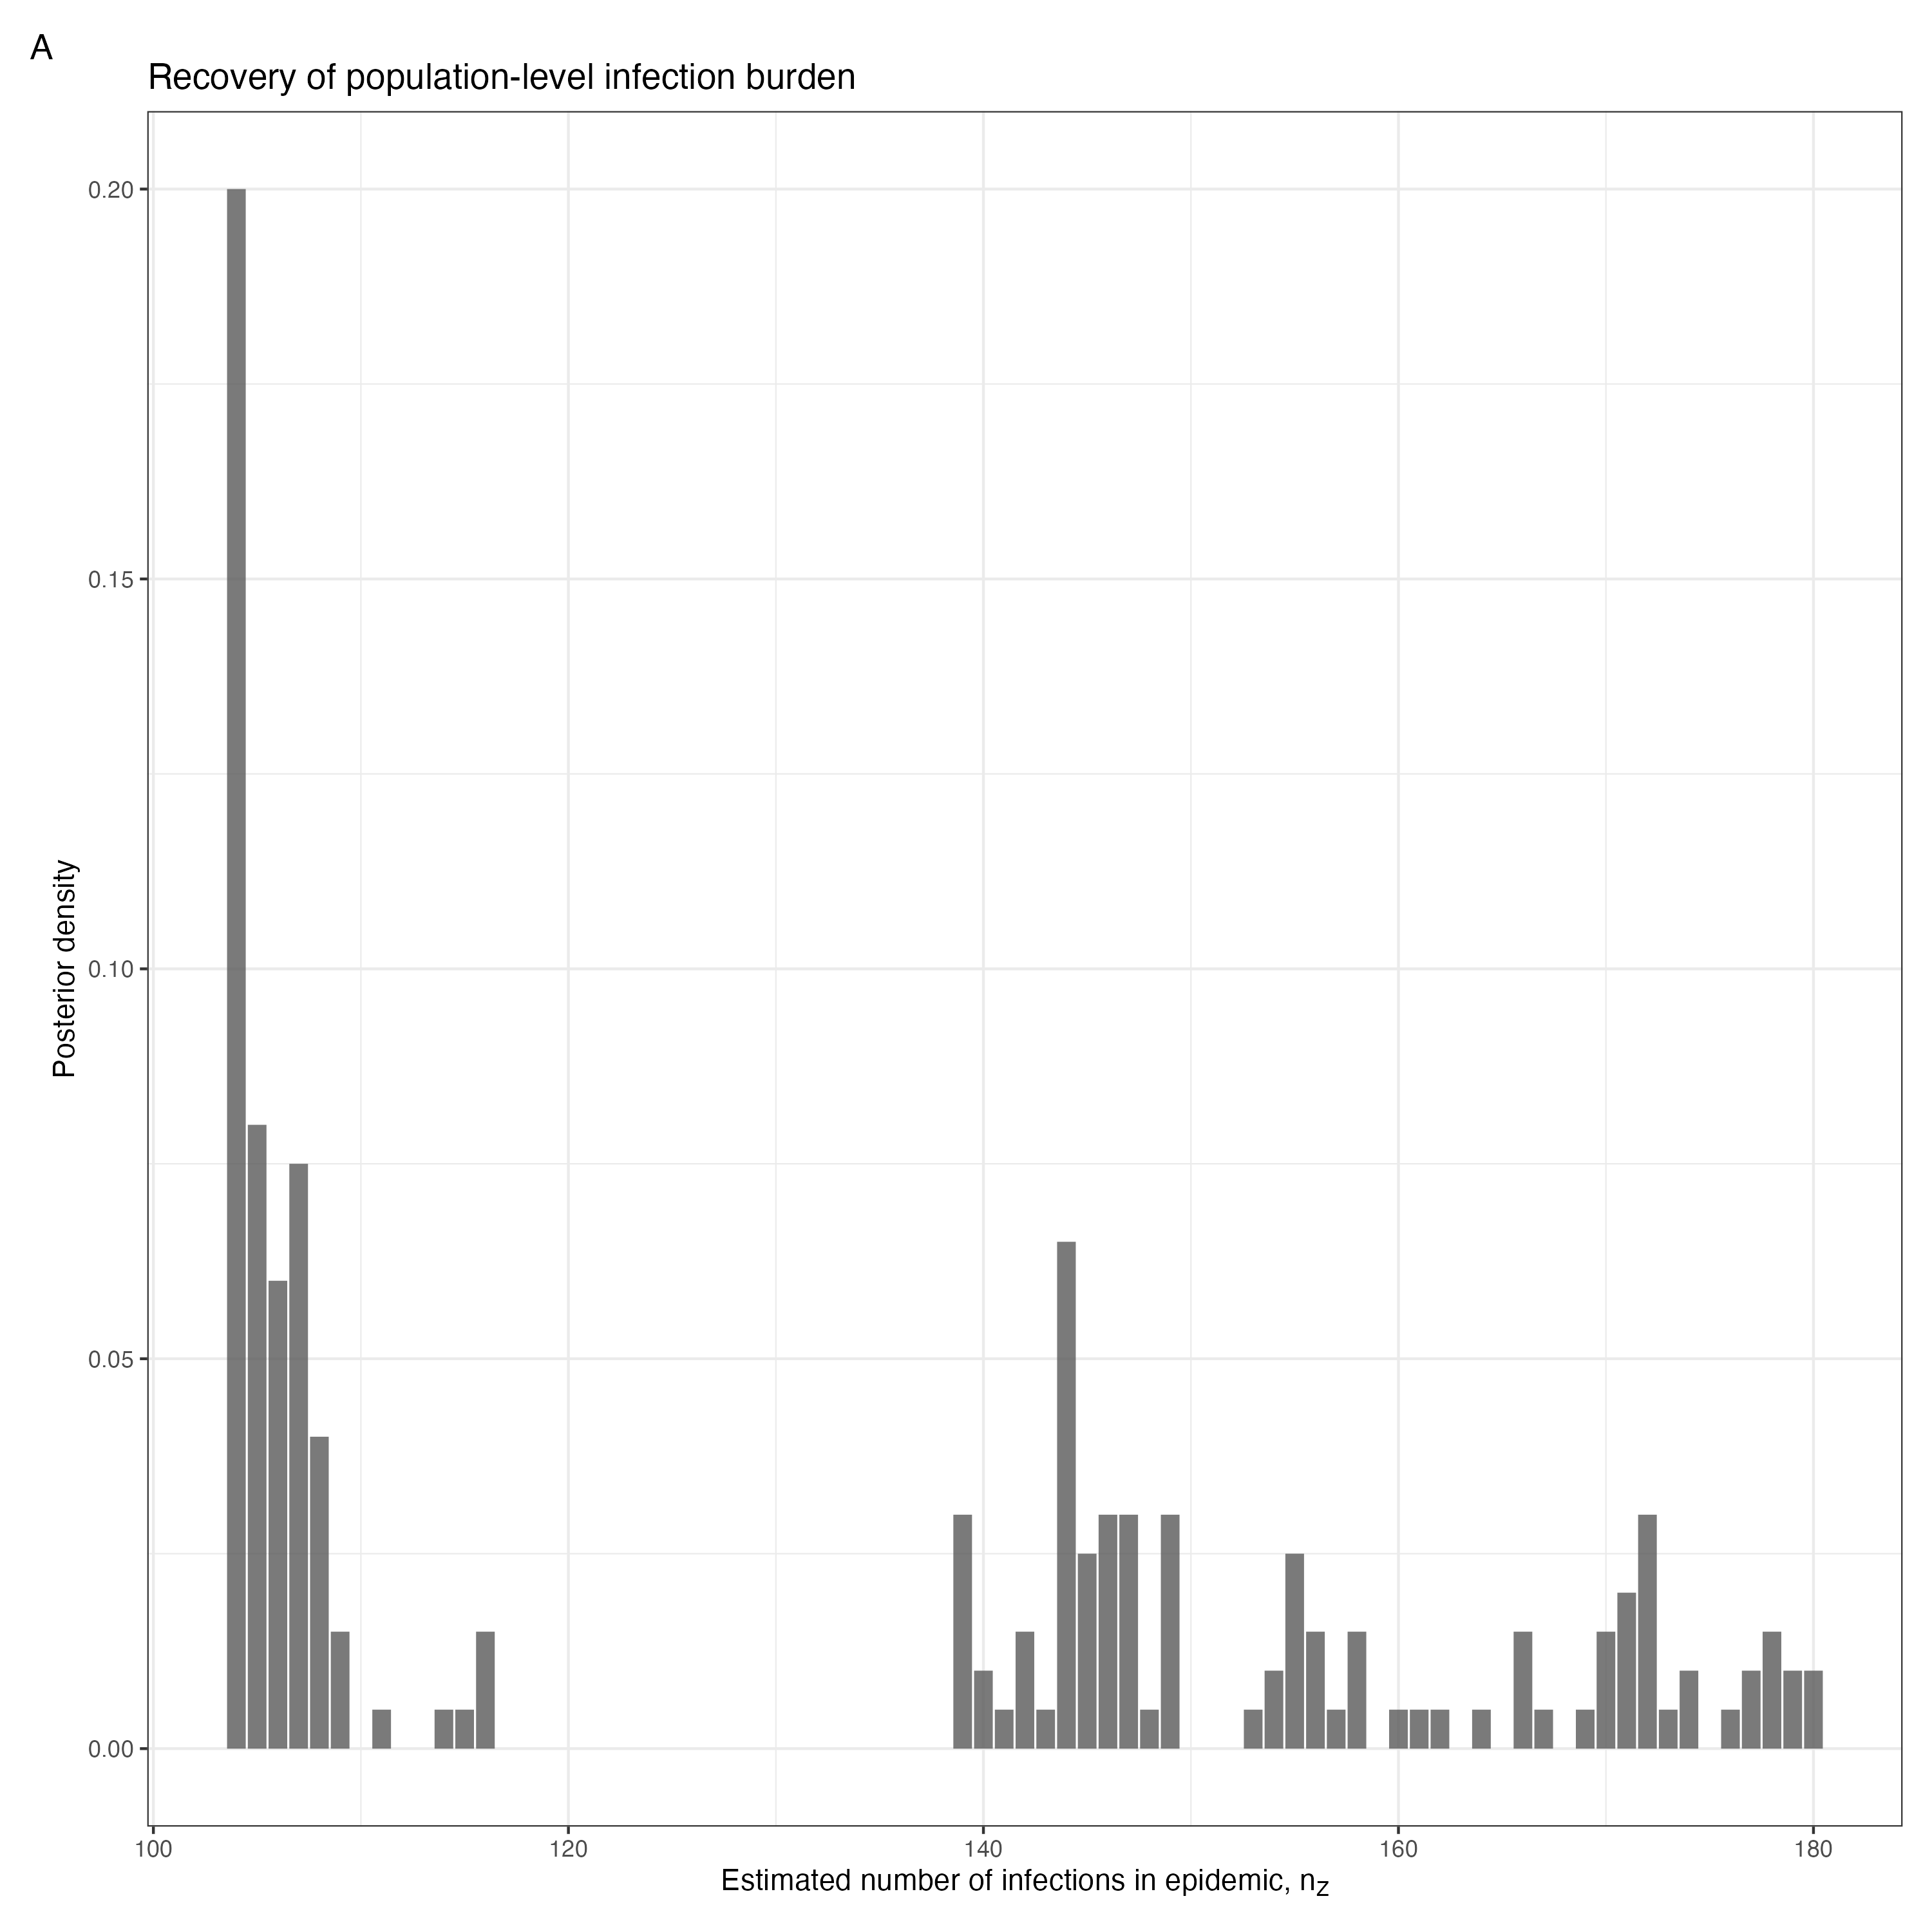 A
Recovery of population-level infection burden
0.20
0.15
0.10
0.05
0.00
Posterior density
100 120 140 160 180
Estimated number of infections in epidemic, nZ